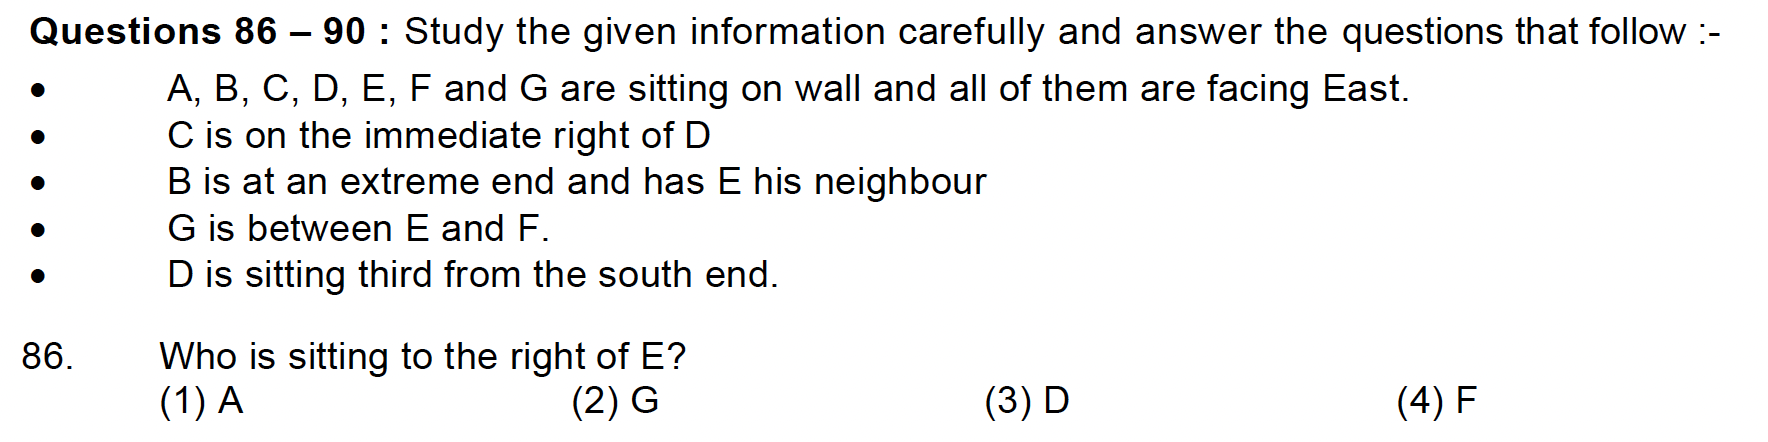 Questions 86 – 90 : Study the given information carefully and answer the questions that follow :-
• A, B, C, D, E, F and G are sitting on wall and all of them are facing East.
• C is on the immediate right of D
• B is at an extreme end and has E his neighbour
• G is between E and F.
• D is sitting third from the south end.
86. Who is sitting to the right of E?
(1) A (2) G (3) D (4) F